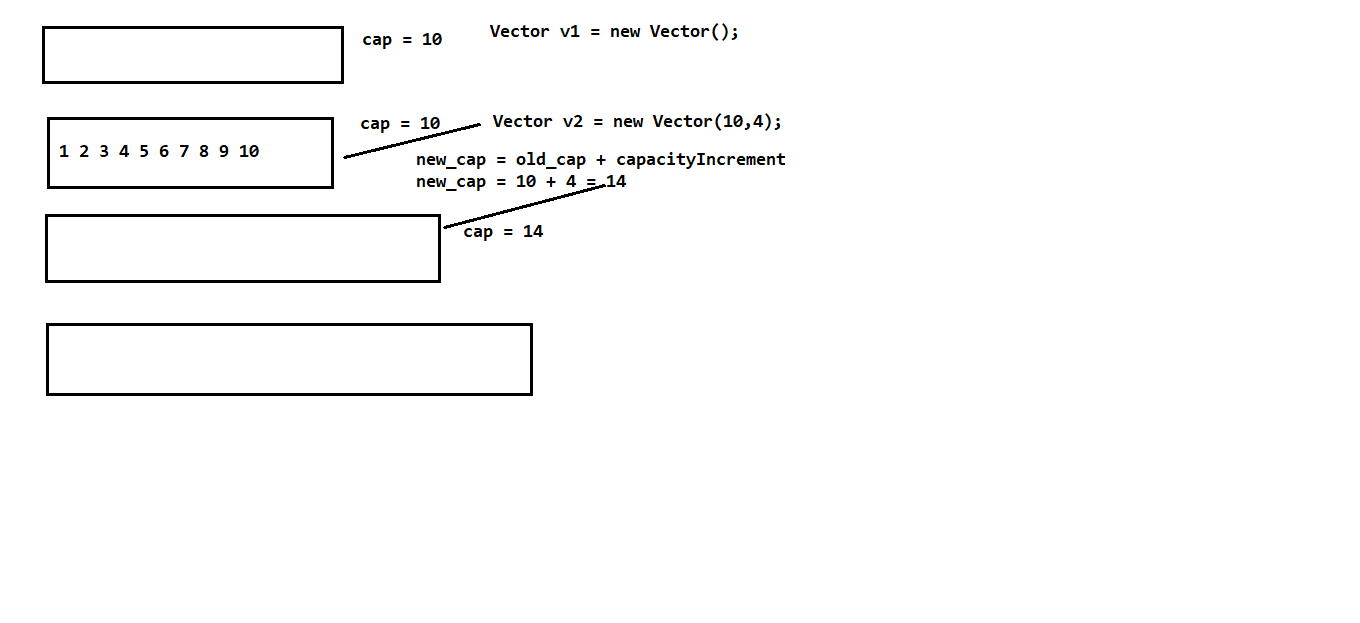 cap = 10
Vector v1 = new Vector();
cap = 10
Vector v2 = new Vector(10,4);
1 2 3 4 5 6 7 8 9 10
new_cap = old_cap + capacityIncrement
new_cap = 10 + 4 = 14
cap = 14